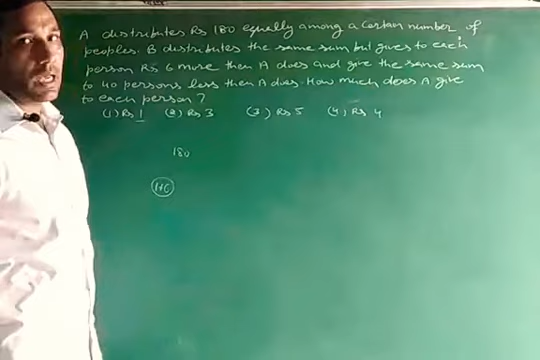 A distributes Rs 180 equally among a certain number of
peoples. B distributes the same sum but gives to each
person Rs 6 more then A does and give the same sum
to 40 persons less then A does. How much does A give
to each person ?
(1) Rs 1 (2) Rs 3 (3) Rs 5 (4) Rs 4
180
1+6